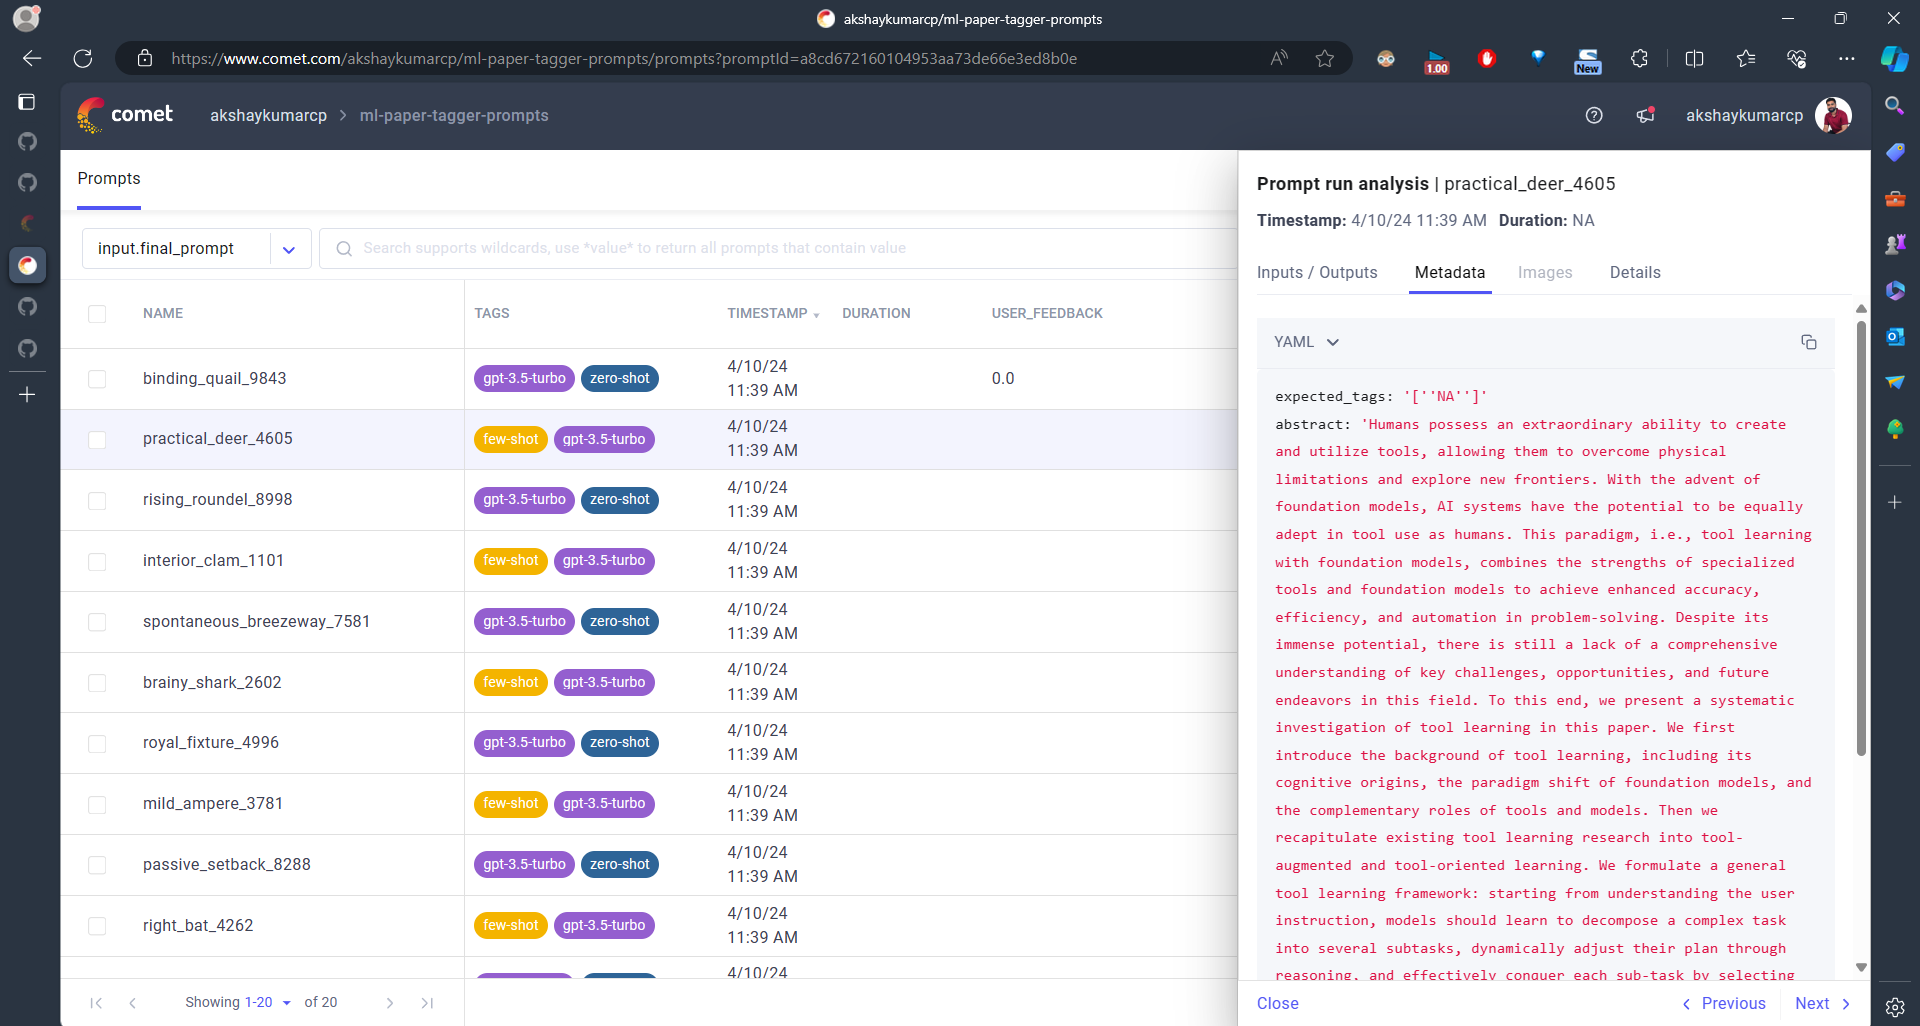 akshaykumarcp/ml-paper-tagger-prompts
https://www.comet.com/akshaykumarcp/ml-paper-tagger-prompts/prompts?promptId=a8cd672160104953aa73de66e3ed8b0e
1.00
New
comet
akshaykumarcp > ml-paper-tagger-prompts
akshaykumarcp
Prompts
input.final_prompt
Search supports wildcards, use *value* to return all prompts that contain value
NAME TAGS TIMESTAMP DURATION USER_FEEDBACK
binding_quail_9843 gpt-3.5-turbo zero-shot 4/10/24 0.0
11:39 AM
practical_deer_4605 few-shot gpt-3.5-turbo 4/10/24
11:39 AM
rising_roundel_8998 gpt-3.5-turbo zero-shot 4/10/24
11:39 AM
interior_clam_1101 few-shot gpt-3.5-turbo 4/10/24
11:39 AM
spontaneous_breezeway_7581 gpt-3.5-turbo zero-shot 4/10/24
11:39 AM
brainy_shark_2602 few-shot gpt-3.5-turbo 4/10/24
11:39 AM
royal_fixture_4996 gpt-3.5-turbo zero-shot 4/10/24
11:39 AM
mild_ampere_3781 few-shot gpt-3.5-turbo 4/10/24
11:39 AM
passive_setback_8288 gpt-3.5-turbo zero-shot 4/10/24
11:39 AM
right_bat_4262 few-shot gpt-3.5-turbo 4/10/24
11:39 AM
4/10/24
Showing 1-20 of 20
Prompt run analysis | practical_deer_4605
Timestamp: 4/10/24 11:39 AM Duration: NA
Inputs / Outputs Metadata Images Details
YAML
expected_tags: '[''NA'']'
abstract: 'Humans possess an extraordinary ability to create
and utilize tools, allowing them to overcome physical
limitations and explore new frontiers. With the advent of
foundation models, AI systems have the potential to be equally
adept in tool use as humans. This paradigm, i.e., tool learning
with foundation models, combines the strengths of specialized
tools and foundation models to achieve enhanced accuracy,
efficiency, and automation in problem-solving. Despite its
immense potential, there is still a lack of a comprehensive
understanding of key challenges, opportunities, and future
endeavors in this field. To this end, we present a systematic
investigation of tool learning in this paper. We first
introduce the background of tool learning, including its
cognitive origins, the paradigm shift of foundation models, and
the complementary roles of tools and models. Then we
recapitulate existing tool learning research into tool-
augmented and tool-oriented learning. We formulate a general
tool learning framework: starting from understanding the user
instruction, models should learn to decompose a complex task
into several subtasks, dynamically adjust their plan through
reasoning, and effectively conquer each sub-task by selecting
Close Previous Next